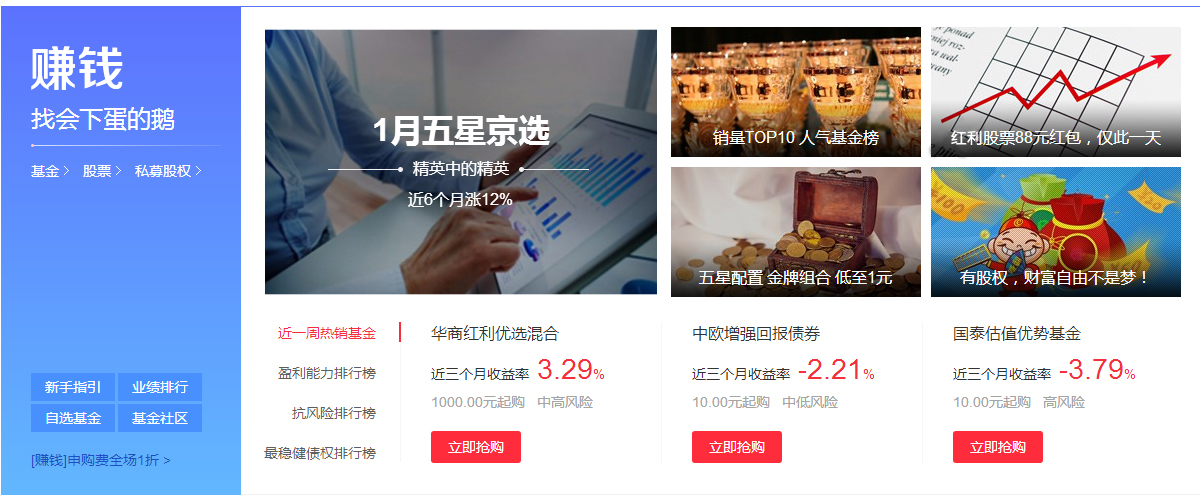 赚钱
找会下蛋的鹅
基金 > 股票 > 私募股权 >
新手指引 业绩排行
自选基金 基金社区
[赚钱]申购费全场1折 >
1月五星京选
精英中的精英
近6个月涨12%
销量TOP10 人气基金榜
红利股票88元红包，仅此一天
五星配置 金牌组合 低至1元
有股权，财富自由不是梦！
近一周热销基金
盈利能力排行榜
抗风险排行榜
最稳健债权排行榜
华商红利优选混合
近三个月收益率 3.29%
1000.00元起购 中高风险
立即抢购
中欧增强回报债券
近三个月收益率 -2.21%
10.00元起购 中低风险
立即抢购
国泰估值优势基金
近三个月收益率 -3.79%
10.00元起购 高风险
立即抢购